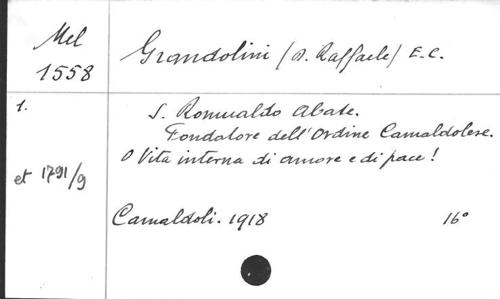 Mel
1558
Grandolini (D. Raffaele) E.C.
1.
S. Romualdo Abate.
Fondatore dell'Ordine Camaldolese.
O Vita interna di amore e di pace!
et 1791/9
Camaldoli. 1918 16°